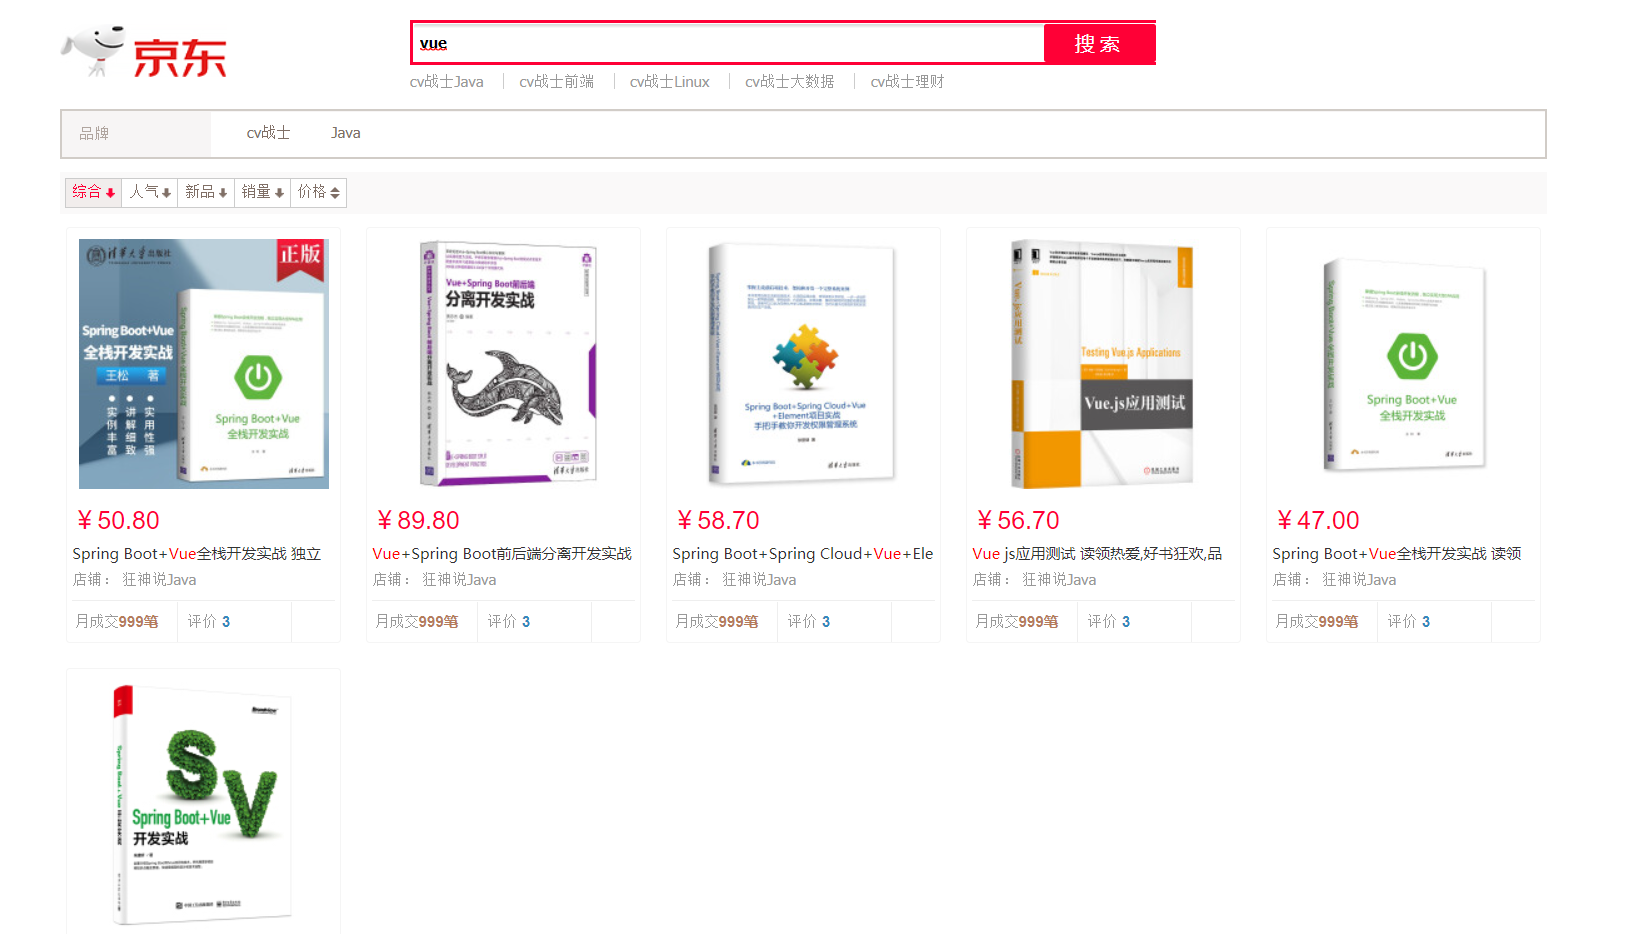 京东
vue
搜 索
cv战士Java
cv战士前端
cv战士Linux
cv战士大数据
cv战士理财
品牌
cv战士
Java
综合
人气
新品
销量
价格
清华大学出版社
正版
Spring Boot+Vue
全栈开发实战
王松 著
实例丰富
讲解细致
实用性强
Spring Boot+Vue
全栈开发实战
Vue+Spring Boot前后端
分离开发实战
清华大学出版社
Spring Boot+Spring Cloud+Vue
+Element项目实战
手把手教你开发权限管理系统
Vue.js应用测试
Testing Vue.js Applications
Vue.js应用测试
Spring Boot+Vue
全栈开发实战
¥ 50.80
¥ 89.80
¥ 58.70
¥ 56.70
¥ 47.00
Spring Boot+Vue全栈开发实战 独立
Vue+Spring Boot前后端分离开发实战
Spring Boot+Spring Cloud+Vue+Ele
Vue js应用测试 读领热爱,好书狂欢,品
Spring Boot+Vue全栈开发实战 读领
店铺： 狂神说Java
店铺： 狂神说Java
店铺： 狂神说Java
店铺： 狂神说Java
店铺： 狂神说Java
月成交999笔
评价 3
月成交999笔
评价 3
月成交999笔
评价 3
月成交999笔
评价 3
月成交999笔
评价 3
S
V
Spring Boot+Vue
开发实战